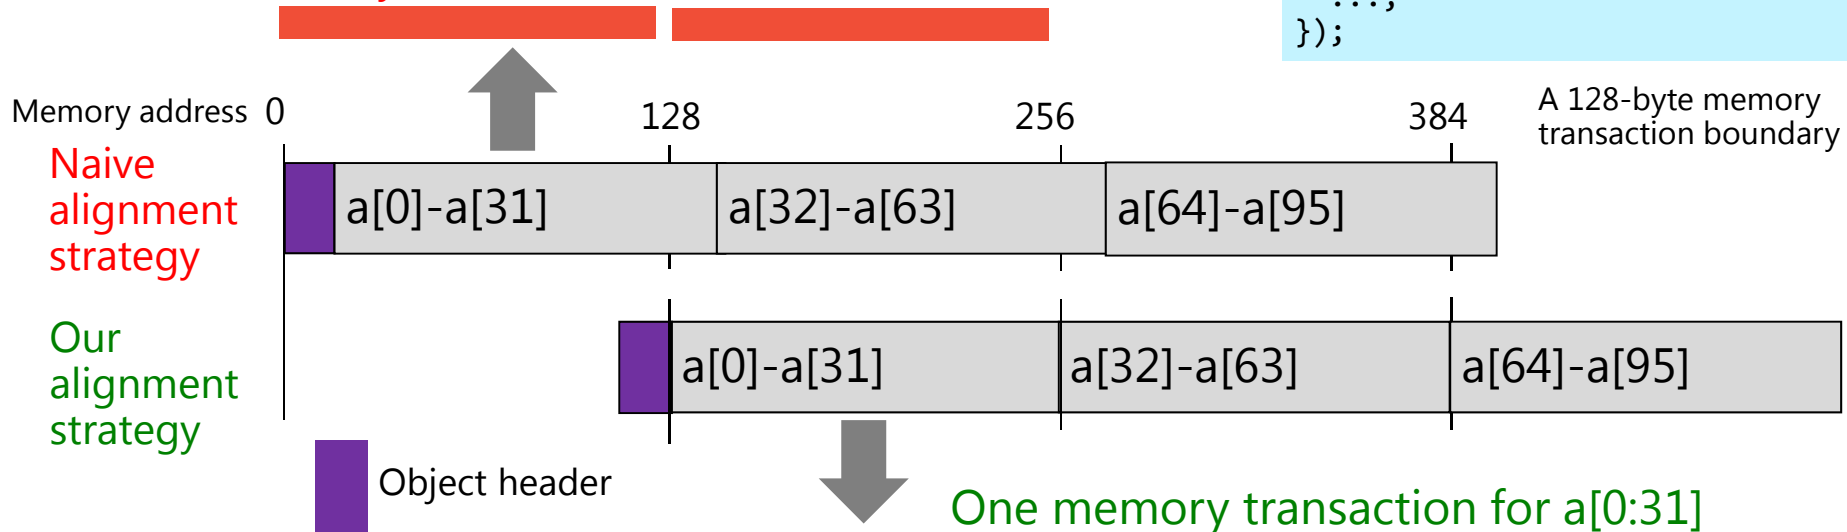 ...;
});
Memory address 0 128 256 384
A 128-byte memory
transaction boundary
Naive
alignment
strategy
a[0]-a[31] a[32]-a[63] a[64]-a[95]
Our
alignment
strategy
a[0]-a[31] a[32]-a[63] a[64]-a[95]
Object header
One memory transaction for a[0:31]